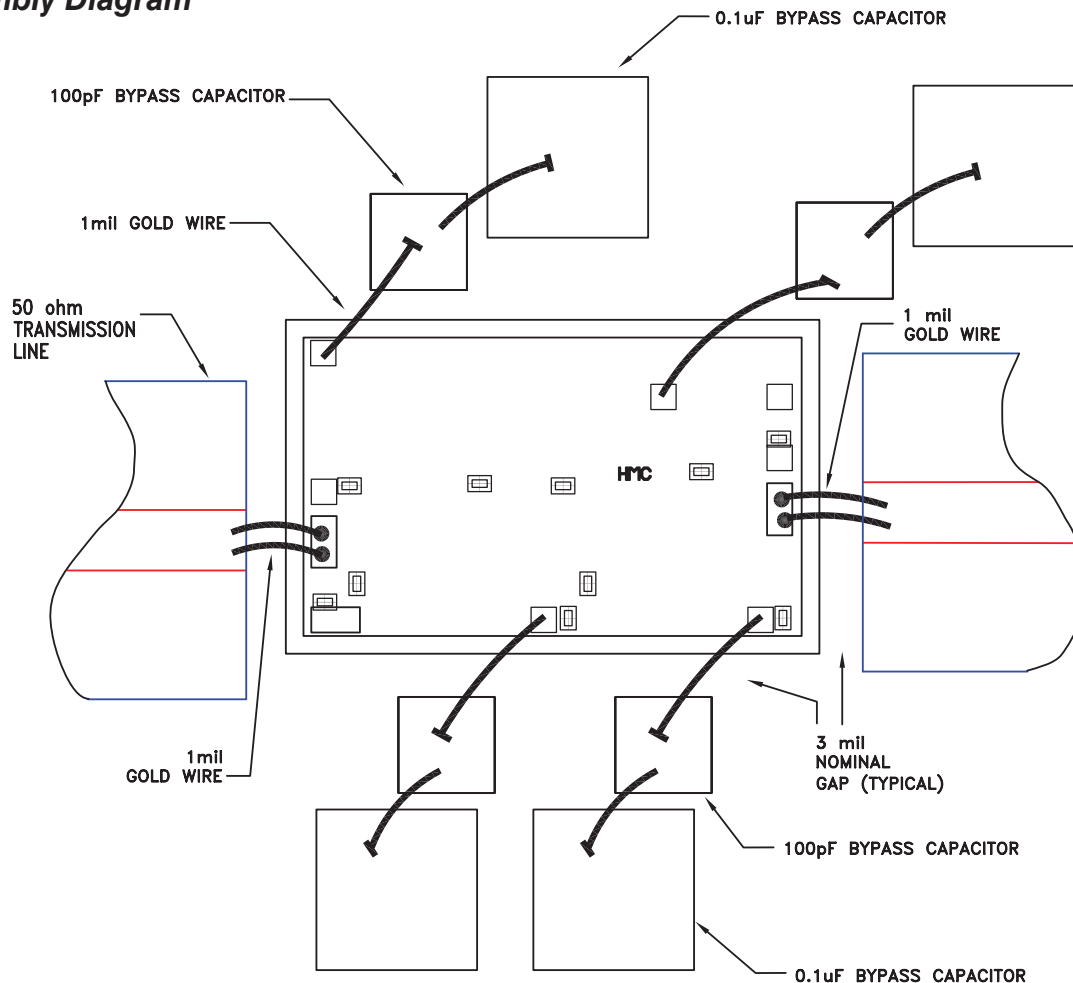 Diagram
0.1uF BYPASS CAPACITOR
100pF BYPASS CAPACITOR
1mil GOLD WIRE
50 ohm
TRANSMISSION
LINE
1 mil
GOLD WIRE
HMC
1mil
GOLD WIRE
3 mil
NOMINAL
GAP (TYPICAL)
100pF BYPASS CAPACITOR
0.1uF BYPASS CAPACITOR